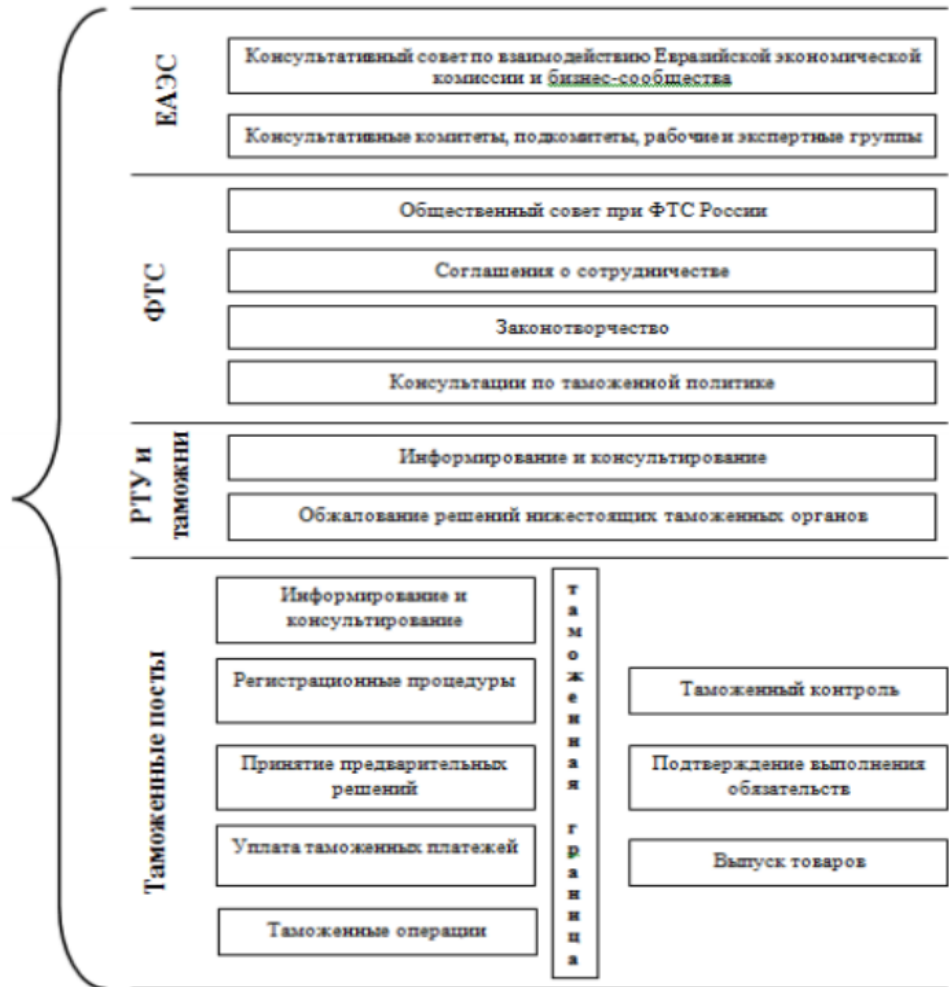 ЕАЭС
Консультативный совет по взаимодействию Евразийской экономической
комиссии и бизнес-сообщества
Консультативные комитеты, подкомитеты, рабочие и экспертные группы
ФТС
Общественный совет при ФТС России
Соглашения о сотрудничестве
Законотворчество
Консультации по таможенной политике
РТУ и
таможни
Информирование и консультирование
Обжалование решений нижестоящих таможенных органов
Таможенные посты
Информирование и
консультирование
Регистрационные процедуры
Принятие предварительных
решений
Уплата таможенных платежей
Таможенные операции
таможенная граница
Таможенный контроль
Подтверждение выполнения
обязательств
Выпуск товаров